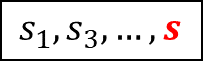 s₁, s₃, …, s